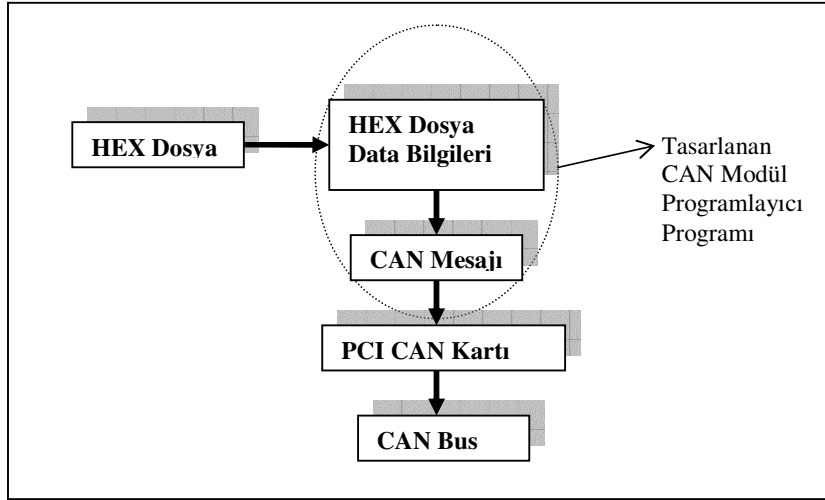 HEX Dosya
HEX Dosya
Data Bilgileri
Tasarlanan
CAN Modül
Programlayıcı
Programı
CAN Mesajı
PCI CAN Kartı
CAN Bus